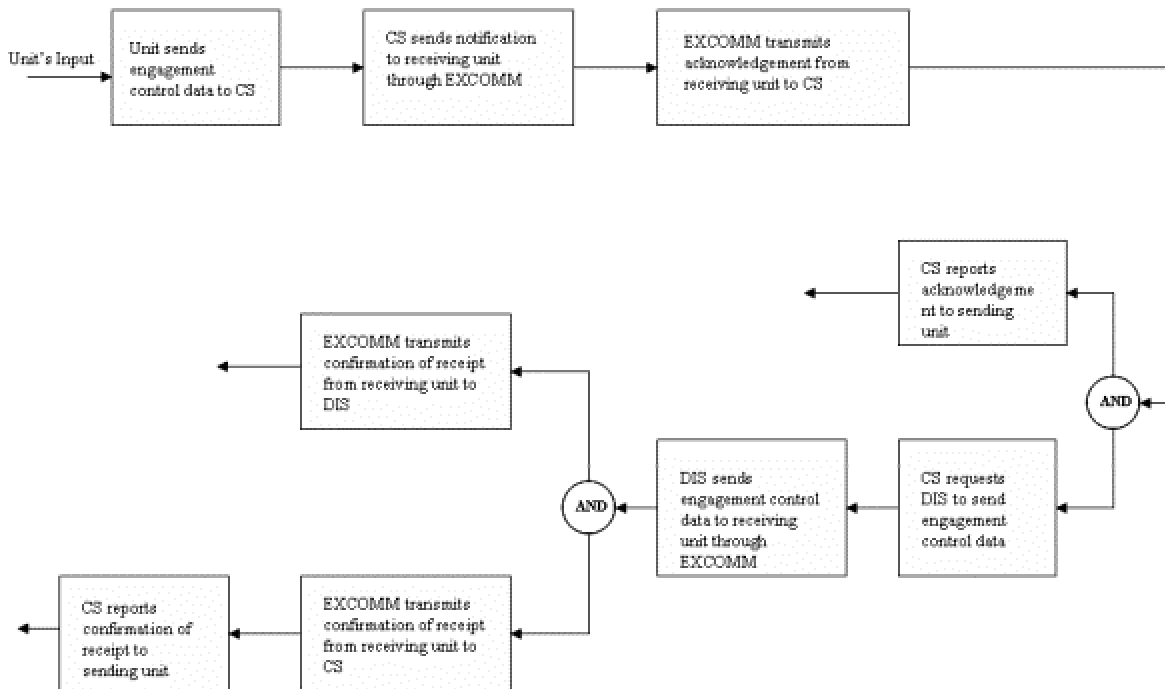 Unit's Input
Unit sends
engagement
control data to CS
CS sends notification
to receiving unit
through EXCOMM
EXCOMM transmits
acknowledgement from
receiving unit to CS
CS reports
acknowledgeme
nt to sending
unit
AND
CS requests
DIS to send
engagement
control data
DIS sends
engagement control
data to receiving
unit through
EXCOMM
AND
EXCOMM transmits
confirmation of receipt
from receiving unit to
DIS
EXCOMM transmits
confirmation of receipt
from receiving unit to
CS
CS reports
confirmation of
receipt to
sending unit